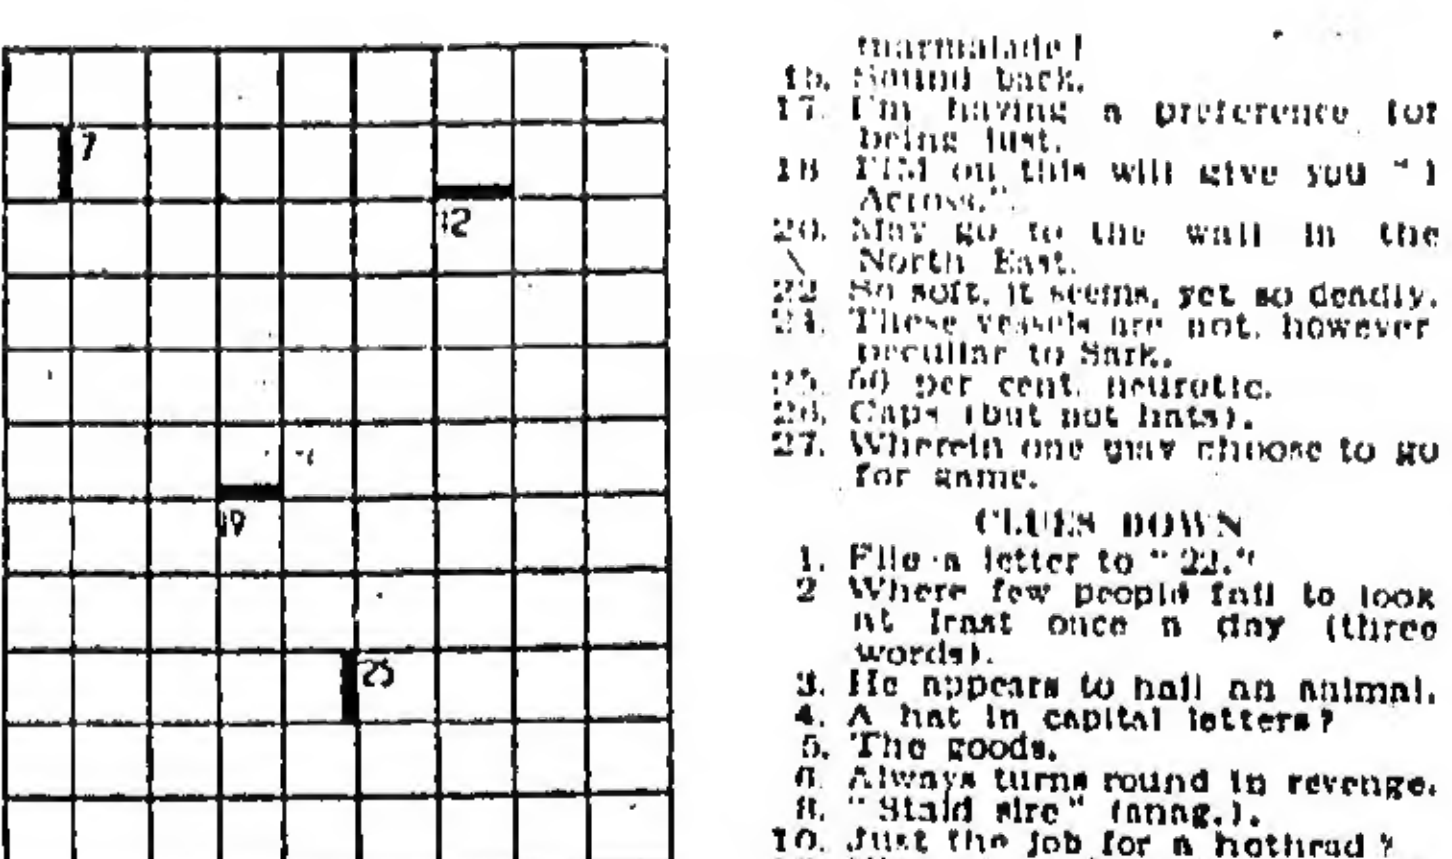 7
12
19
25
marmalade!
15. Sound back.
17. I'm having a preference for
being just.
18 TIM on this will give you "1
Across."
20. May go to the wall in the
North East.
22 So soft, it seems, yet so deadly.
24. These vessels are not, however
peculiar to Sark.
25. 50 per cent. neurotic.
26. Caps (but not hats).
27. Wherein one may choose to go
for game.
CLUES DOWN
1. File a letter to "22."
2 Where few people fail to look
at least once a day (three
words).
3. He appears to hail an animal.
4. A hat in capital letters?
5. The goods.
6. Always turns round in revenge.
8. "Staid sire" (anag.).
10. Just the job for a hothead?